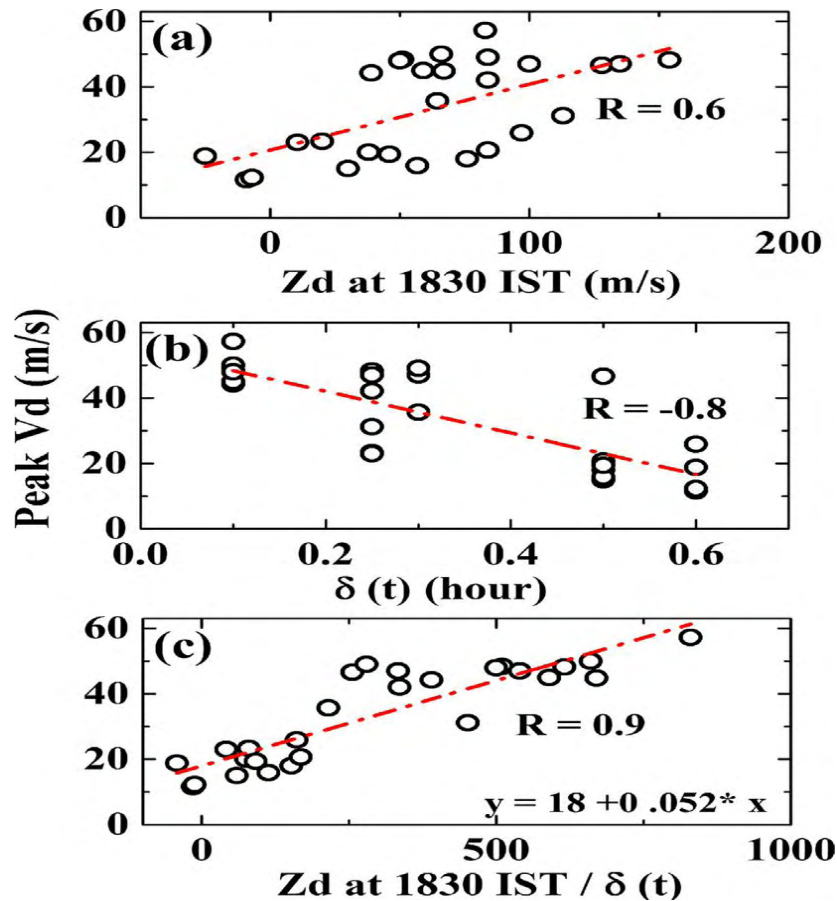 60
(a)
40
R = 0.6
20
0
0 100 200
Zd at 1830 IST (m/s)
Peak Vd (m/s)
60
(b)
40
R = -0.8
20
0
0.0 0.2 0.4 0.6
δ (t) (hour)
60
(c)
40
R = 0.9
20
y = 18 +0 .052* x
0
0 500 1000
Zd at 1830 IST / δ (t)